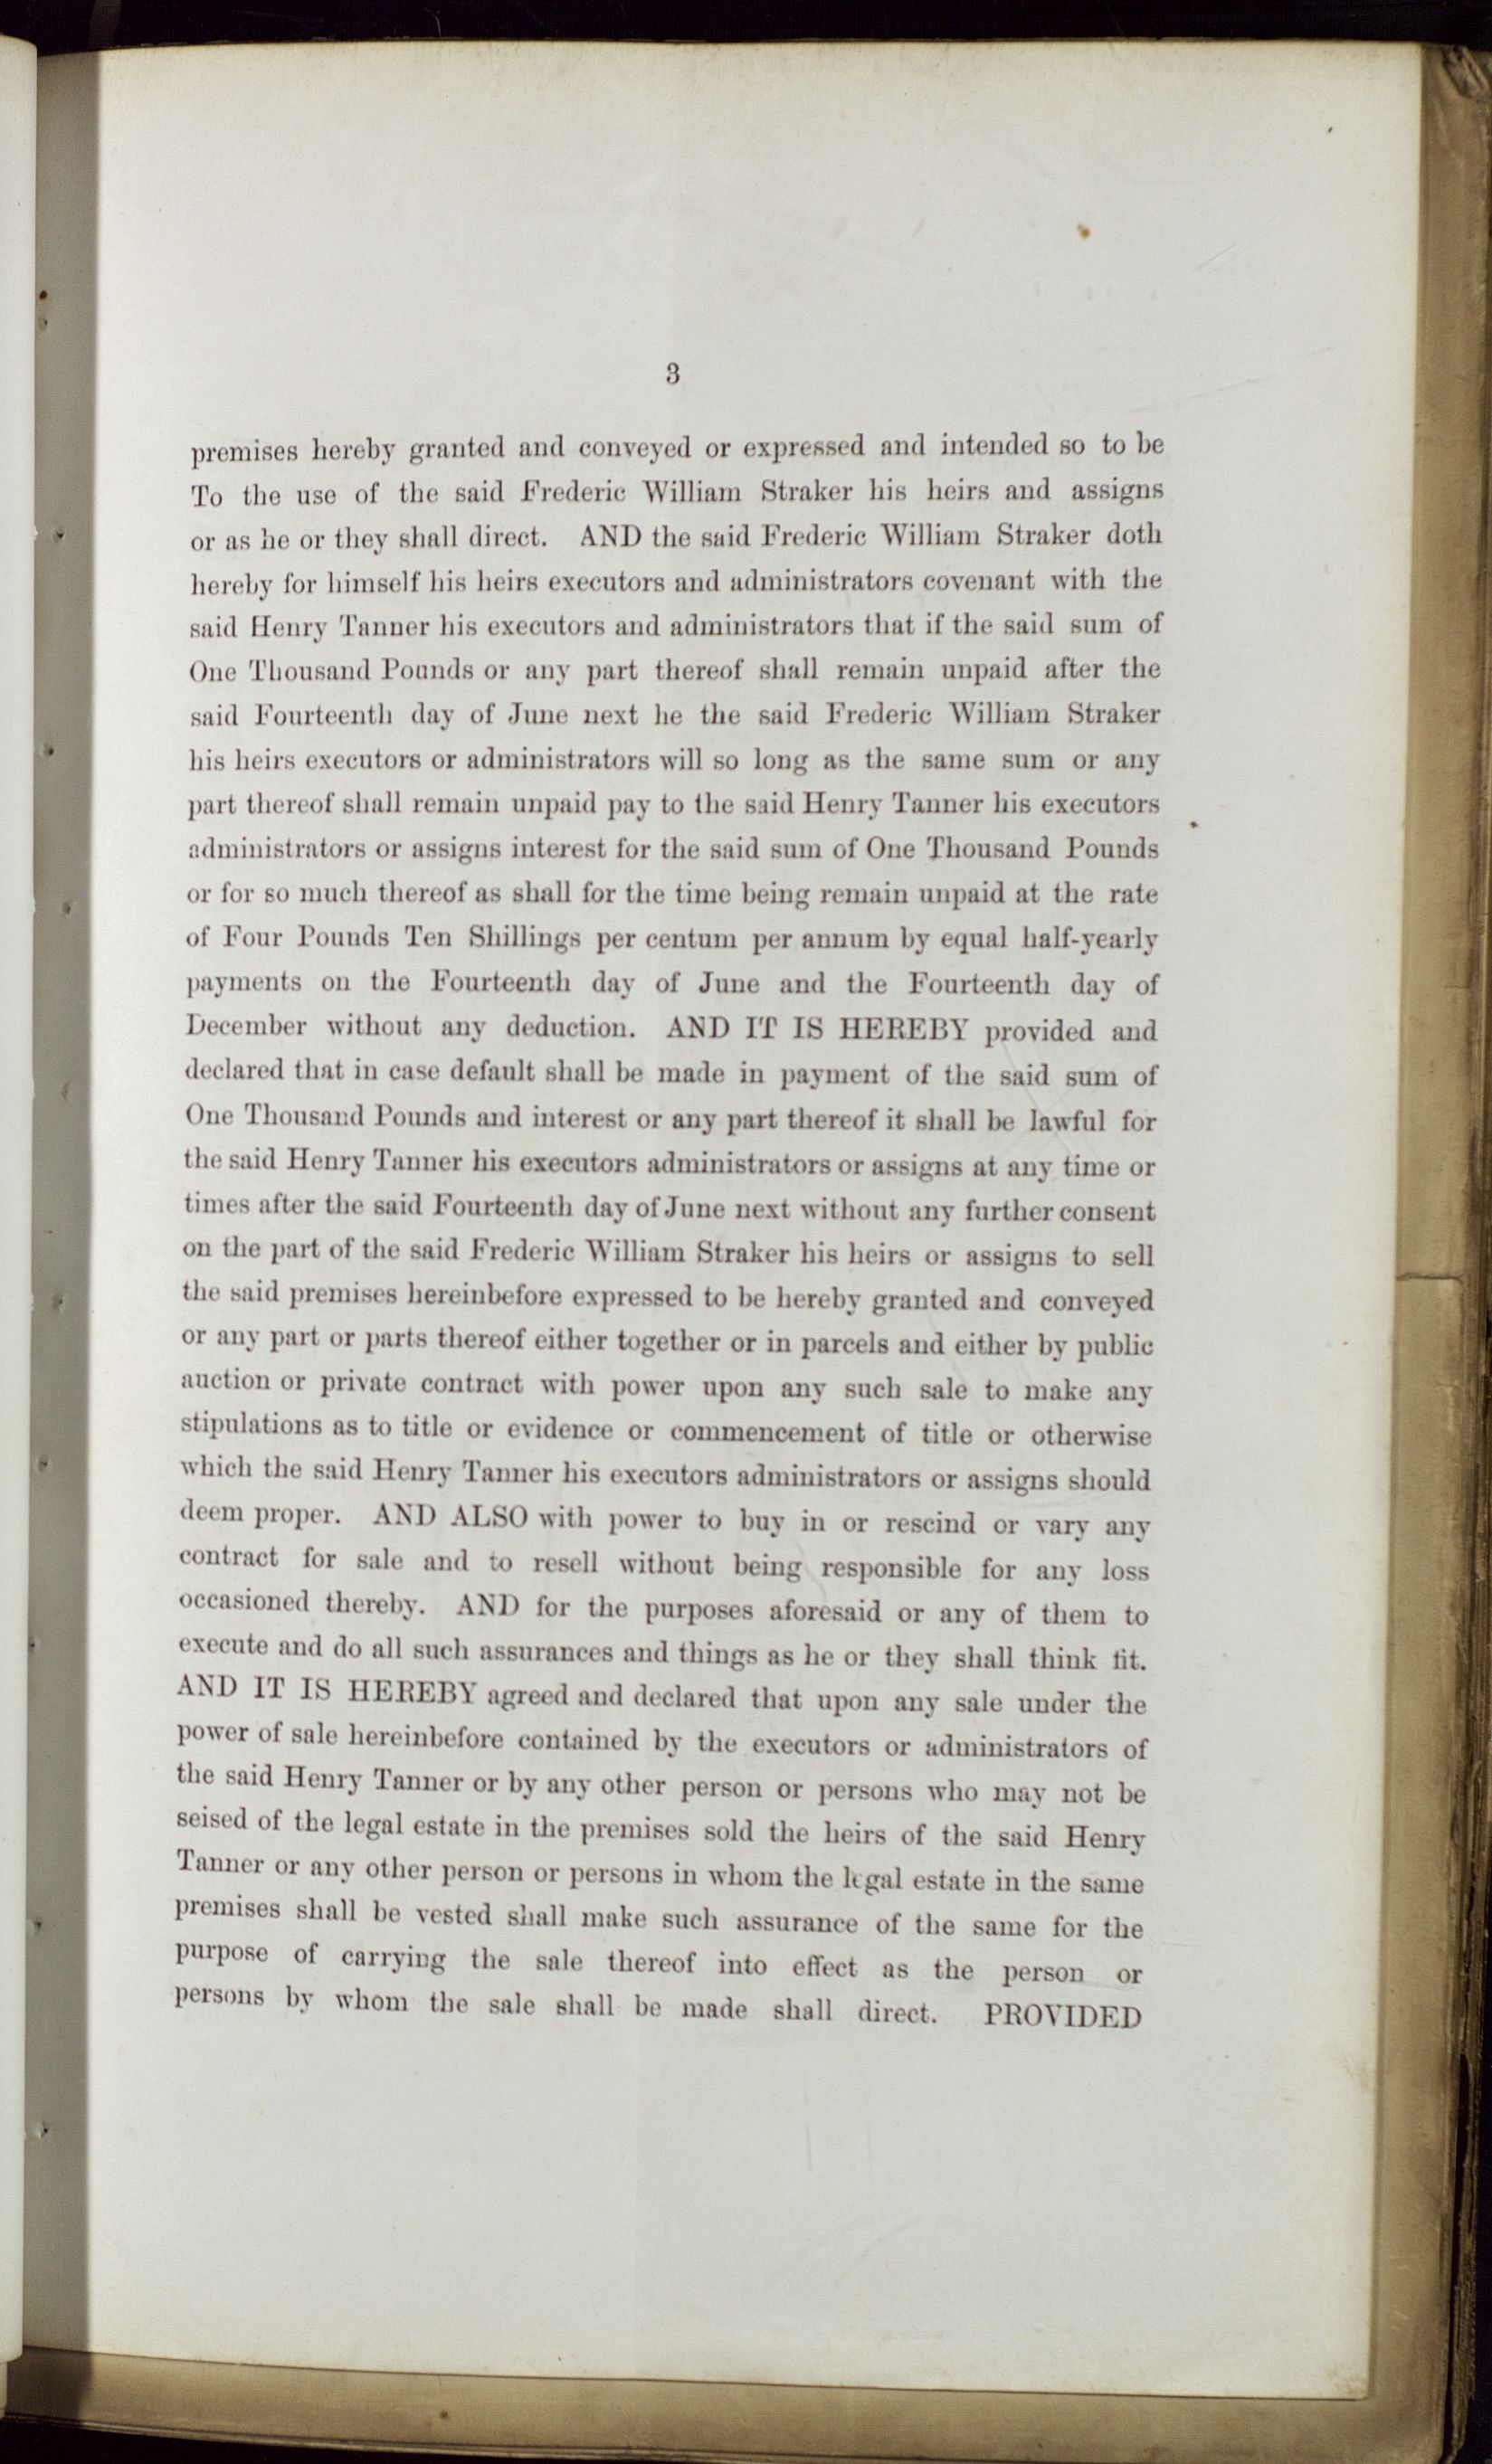 3
premises hereby granted and conveyed or expressed and intended so to be
To the use of the said Frederic William Straker his heirs and assigns
or as he or they shall direct. AND the said Frederic William Straker doth
hereby for himself his heirs executors and administrators covenant with the
said Henry Tanner his executors and administrators that if the said sum of
One Thousand Pounds or any part thereof shall remain unpaid after the
said Fourteenth day of June next he the said Frederic William Straker
his heirs executors or administrators will so long as the same sum or any
part thereof shall remain unpaid pay to the said Henry Tanner his executors
administrators or assigns interest for the said sum of One Thousand Pounds
or for so much thereof as shall for the time being remain unpaid at the rate
of Four Pounds Ten Shillings per centum per annum by equal half-yearly
payments on the Fourteenth day of June and the Fourteenth day of
December without any deduction. AND IT IS HEREBY provided and
declared that in case default shall be made in payment of the said sum of
One Thousand Pounds and interest or any part thereof it shall be lawful for
the said Henry Tanner his executors administrators or assigns at any time or
times after the said Fourteenth day of June next without any further consent
on the part of the said Frederic William Straker his heirs or assigns to sell
the said premises hereinbefore expressed to be hereby granted and conveyed
or any part or parts thereof either together or in parcels and either by public
auction or private contract with power upon any such sale to make any
stipulations as to title or evidence or commencement of title or otherwise
which the said Henry Tanner his executors administrators or assigns should
deem proper. AND ALSO with power to buy in or rescind or vary any
contract for sale and to resell without being responsible for any loss
occasioned thereby. AND for the purposes aforesaid or any of them to
execute and do all such assurances and things as he or they shall think fit.
AND IT IS HEREBY agreed and declared that upon any sale under the
power of sale hereinbefore contained by the executors or administrators of
the said Henry Tanner or by any other person or persons who may not be
seised of the legal estate in the premises sold the heirs of the said Henry
Tanner or any other person or persons in whom the legal estate in the same
premises shall be vested shall make such assurance of the same for the
purpose of carrying the sale thereof into effect as the person or
persons by whom the sale shall be made shall direct. PROVIDED